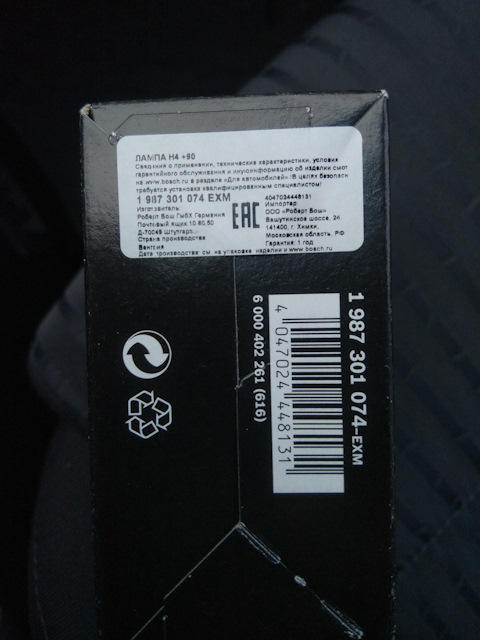 ЛАМПА H4 +90
Сведения о применении, технические характеристики, условия
гарантийного обслуживания и иную информацию об изделии смот
на www.bosch.ru в разделе «Для автомобилей» !В целях безопасн
требуется установка квалифицированным специалистом!
1 987 301 074 EXM
Изготовитель:
Роберт Бош ГмбХ Германия
Почтовый ящик 10.60.50
Д-70049 Штутгарт...
Страна производства
Венгрия
Дата производства: см на упаковке изделии и www.bosch.ru
EAC
4047024448131
Импортер:
ООО «Роберт Бош»
Вашутинское шоссе, 24
141400, г. Химки,
Московская область, РФ
Гарантия: 1 год
1 987 301 074-EXM
4 047024 448131
6 000 402 261 (616)